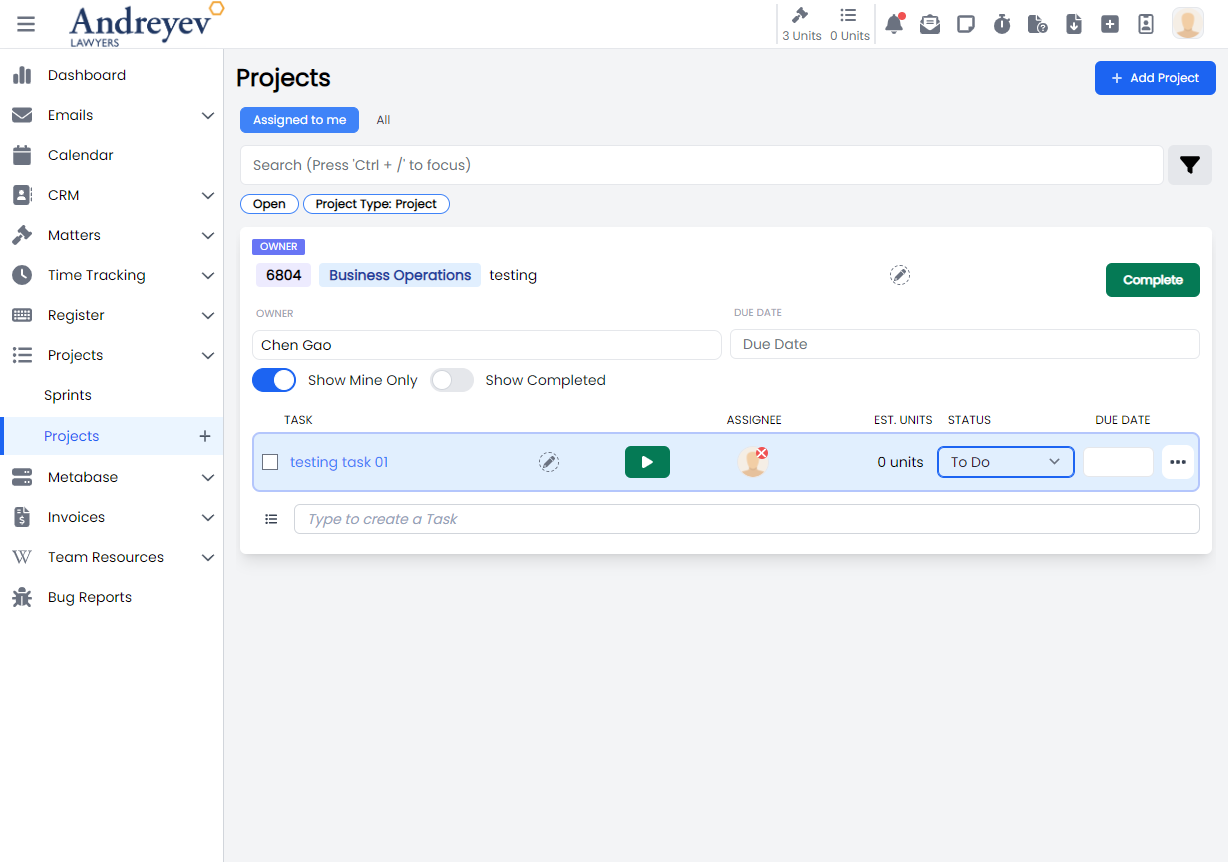 Andreyev
LAWYERS
3 Units
0 Units
Dashboard
Emails
Calendar
CRM
Matters
Time Tracking
Register
Projects
Sprints
Projects
Metabase
Invoices
Team Resources
Bug Reports
Projects
Add Project
Assigned to me
All
Search (Press 'Ctrl + /' to focus)
Open
Project Type: Project
OWNER
6804 Business Operations testing
Complete
OWNER
DUE DATE
Chen Gao
Due Date
Show Mine Only
Show Completed
TASK ASSIGNEE EST. UNITS STATUS DUE DATE
testing task 01 0 units To Do
Type to create a Task